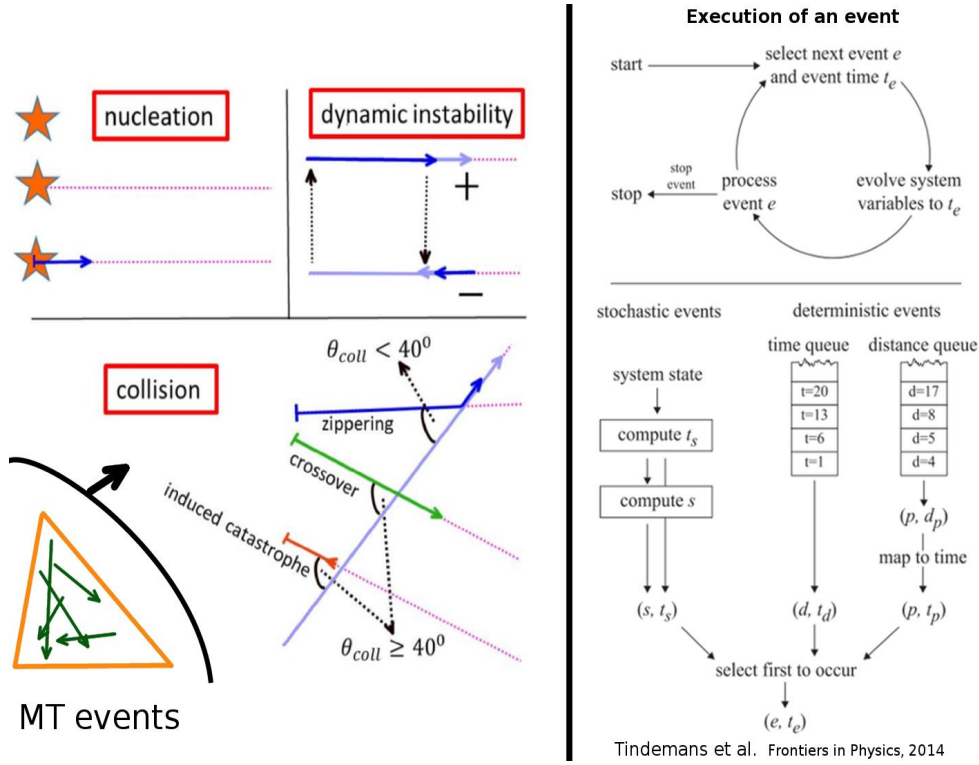 nucleation
dynamic instability
+
−
collision
θcoll < 40⁰
zippering
crossover
induced catastrophe
θcoll ≥ 40⁰
MT events
Execution of an event
start
select next event e
and event time te
stop
stop
event
process
event e
evolve system
variables to te
stochastic events
deterministic events
time queue
distance queue
system state
compute ts
compute s
t=20
t=13
t=6
t=1
d=17
d=8
d=5
d=4
(p, dp)
map to time
(s, ts)
(d, td)
(p, tp)
select first to occur
(e, te)
Tindemans et al. Frontiers in Physics, 2014